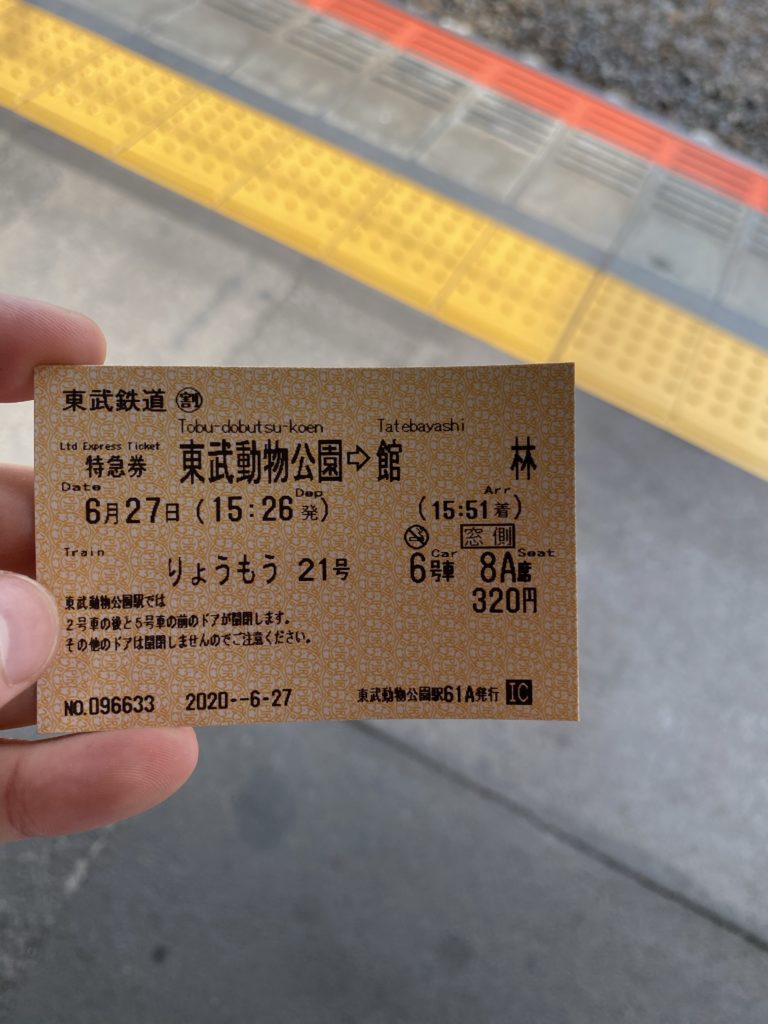 東武鉄道 � 割
Tobu-dobutsu-koen Tatebayashi
Ltd Express Ticket
特急券 東武動物公園⇨館 林
Date Dep Arr
6月27日(15:26発) (15:51着)
窓側
Train Car Seat
りょうもう 21号 6号車 8A席
320円
東武動物公園駅では
2号車の後と5号車の前のドアが開閉します。
その他のドアは開閉しませんのでご注意ください。
NO.096633 2020--6-27 東武動物公園駅61A発行 IC